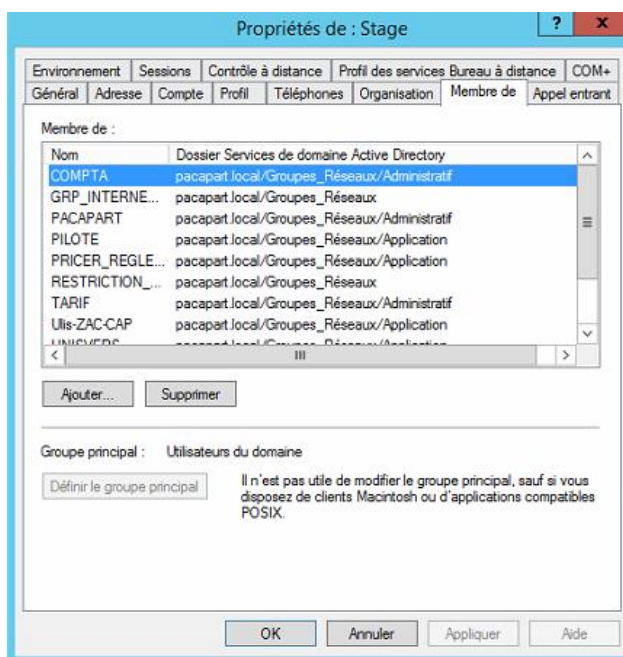 Propriétés de : Stage
? x
Environnement Sessions Contrôle à distance Profil des services Bureau à distance COM+
Général Adresse Compte Profil Téléphones Organisation Membre de Appel entrant
Membre de :
Nom Dossier Services de domaine Active Directory
COMPTA pacapart.local/Groupes_Réseaux/Administratif
GRP_INTERNE... pacapart.local/Groupes_Réseaux
PACAPART pacapart.local/Groupes_Réseaux/Administratif
PILOTE pacapart.local/Groupes_Réseaux/Application
PRICER_REGLE... pacapart.local/Groupes_Réseaux/Application
RESTRICTION_... pacapart.local/Groupes_Réseaux
TARIF pacapart.local/Groupes_Réseaux/Administratif
Ulis-ZAC-CAP pacapart.local/Groupes_Réseaux/Application
Ajouter... Supprimer
Groupe principal : Utilisateurs du domaine
Définir le groupe principal
Il n'est pas utile de modifier le groupe principal, sauf si vous
disposez de clients Macintosh ou d'applications compatibles
POSIX.
OK Annuler Appliquer Aide